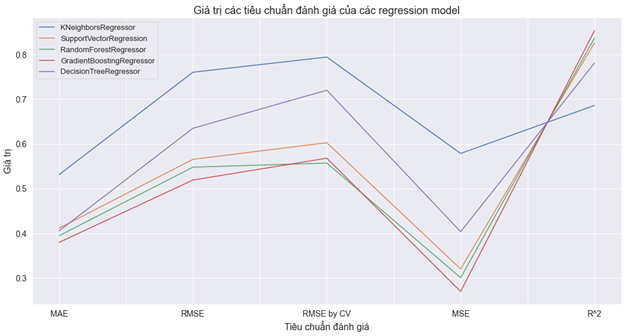 Giá trị các tiêu chuẩn đánh giá của các regression model
KNeighborsRegressor
SupportVectorRegression
RandomForestRegressor
GradientBoostingRegressor
DecisionTreeRegressor
0.8
0.7
0.6
0.5
0.4
0.3
Giá trị
MAE RMSE RMSE by CV MSE R^2
Tiêu chuẩn đánh giá